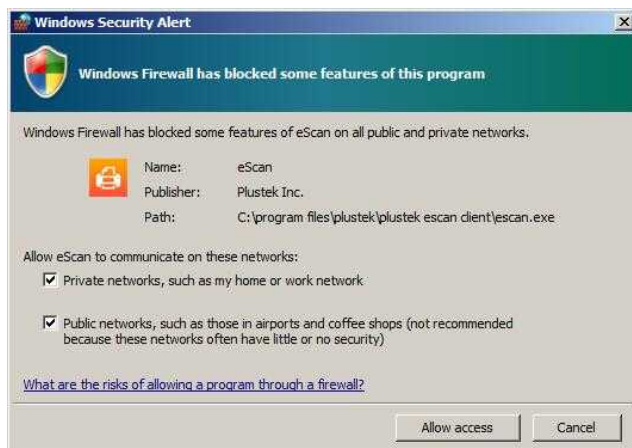 Windows Security Alert
Windows Firewall has blocked some features of this program
Windows Firewall has blocked some features of eScan on all public and private networks.
Name: eScan
Publisher: Plustek Inc.
Path: C:\program files\plustek\plustek escan client\escan.exe
Allow eScan to communicate on these networks:
Private networks, such as my home or work network
Public networks, such as those in airports and coffee shops (not recommended
because these networks often have little or no security)
What are the risks of allowing a program through a firewall?
Allow access Cancel